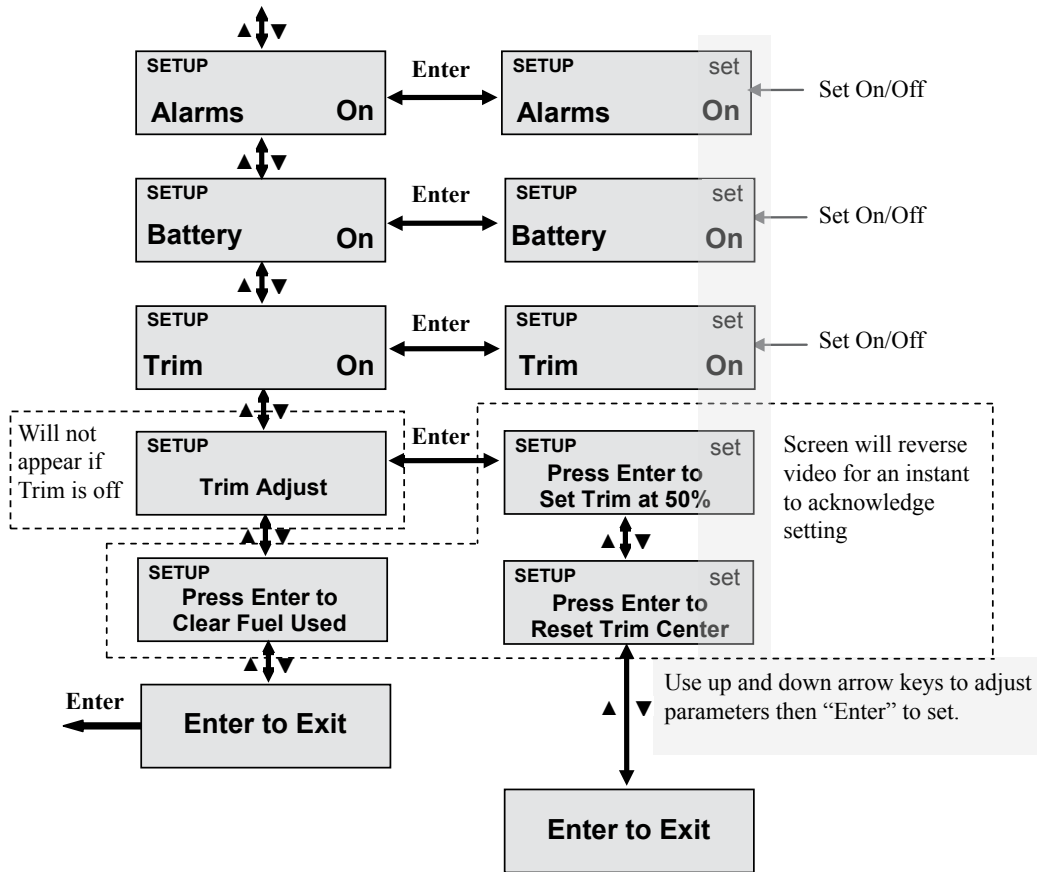 ▲ ▼
SETUP
Alarms On
Enter
SETUP set
Alarms On
Set On/Off
▲ ▼
SETUP
Battery On
Enter
SETUP set
Battery On
Set On/Off
▲ ▼
SETUP
Trim On
Enter
SETUP set
Trim On
Set On/Off
▲ ▼
Will not
appear if
Trim is off
SETUP
Trim Adjust
Enter
SETUP set
Press Enter to
Set Trim at 50%
Screen will reverse
video for an instant
to acknowledge
setting
▲ ▼
▲ ▼
SETUP
Press Enter to
Clear Fuel Used
SETUP set
Press Enter to
Reset Trim Center
▲ ▼
Enter
Enter to Exit
▲ ▼
Use up and down arrow keys to adjust
parameters then “Enter” to set.
Enter to Exit